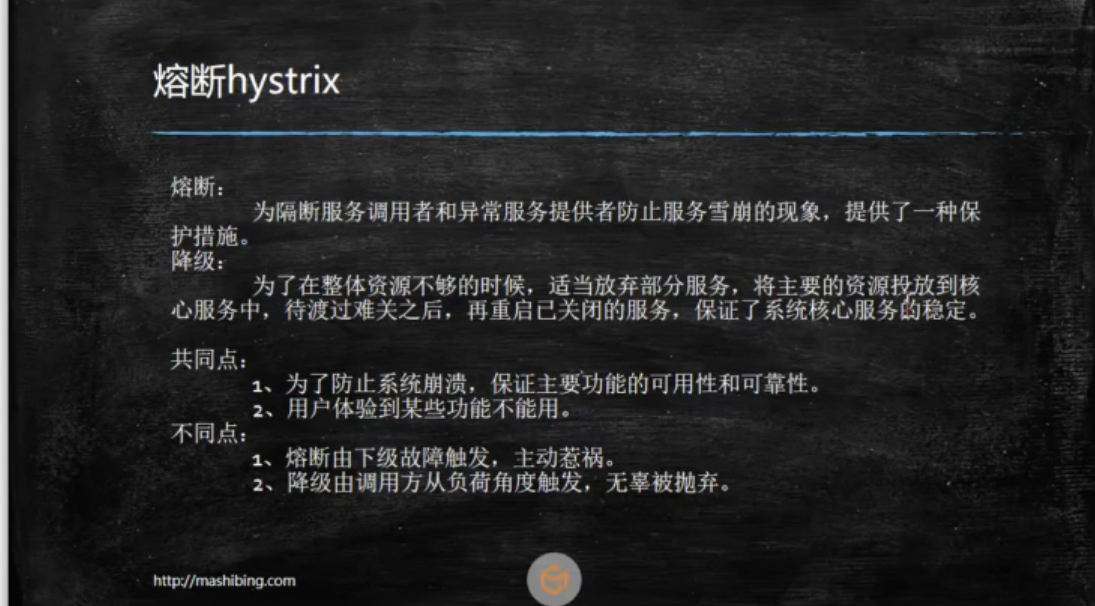 熔断hystrix
熔断：
为隔断服务调用者和异常服务提供者防止服务雪崩的现象，提供了一种保
护措施。
降级：
为了在整体资源不够的时候，适当放弃部分服务，将主要的资源投放到核
心服务中，待渡过难关之后，再重启已关闭的服务，保证了系统核心服务的稳定。
共同点：
1、为了防止系统崩溃，保证主要功能的可用性和可靠性。
2、用户体验到某些功能不能用。
不同点：
1、熔断由下级故障触发，主动惹祸。
2、降级由调用方从负荷角度触发，无辜被抛弃。
http://mashibing.com